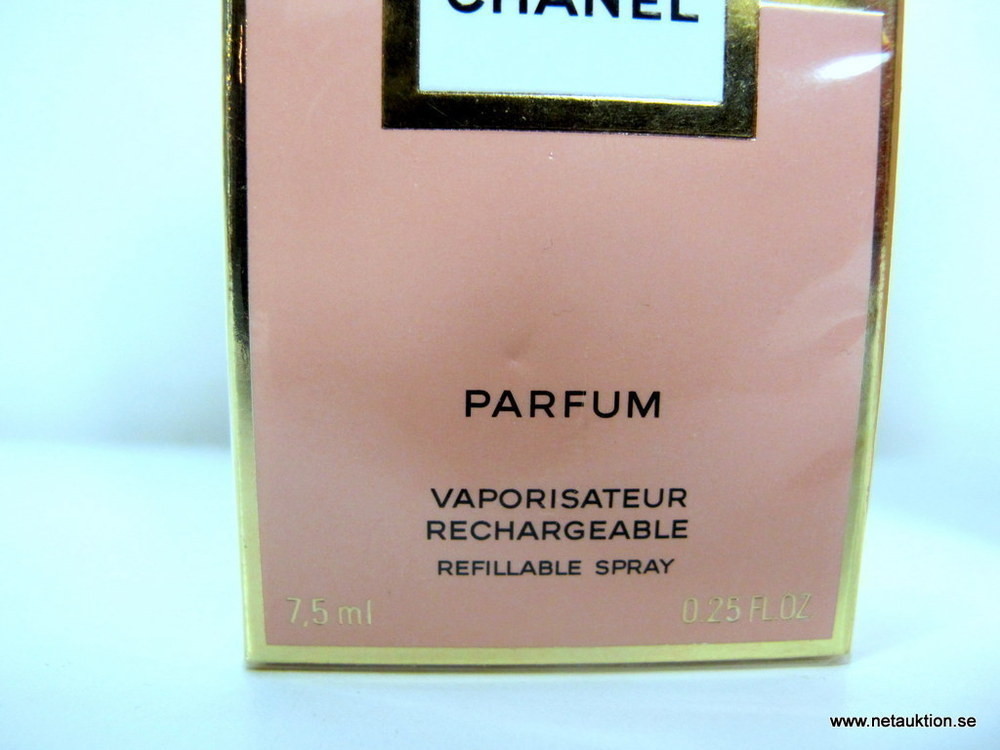 CHANEL
PARFUM
VAPORISATEUR
RECHARGEABLE
REFILLABLE SPRAY
7,5 ml
0.25 FL.OZ
www.netauktion.se